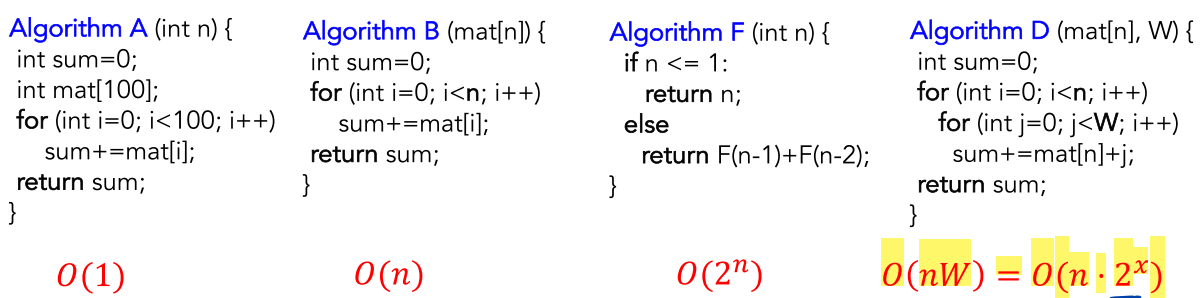 Algorithm A (int n) {
int sum=0;
int mat[100];
for (int i=0; i<100; i++)
sum+=mat[i];
return sum;
}
O(1)
Algorithm B (mat[n]) {
int sum=0;
for (int i=0; i<n; i++)
sum+=mat[i];
return sum;
}
O(n)
Algorithm F (int n) {
if n <= 1:
return n;
else
return F(n-1)+F(n-2);
}
O(2ⁿ)
Algorithm D (mat[n], W) {
int sum=0;
for (int i=0; i<n; i++)
for (int j=0; j<W; i++)
sum+=mat[n]+j;
return sum;
}
O(nW) = O(n · 2ˣ)